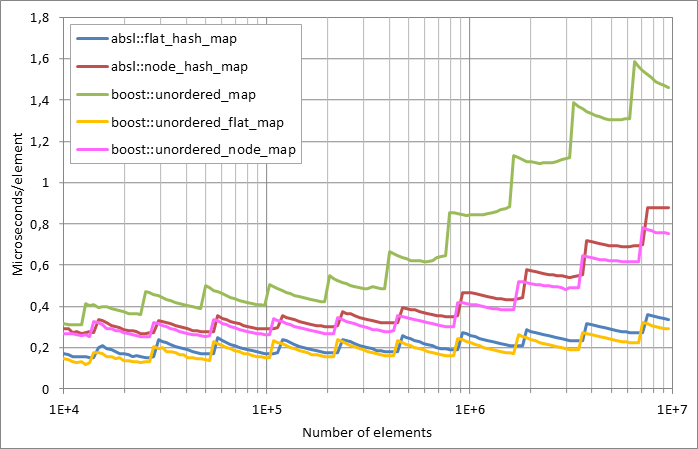 1,8
1,6
1,4
1,2
1
0,8
0,6
0,4
0,2
0
Microseconds/element
absl::flat_hash_map
absl::node_hash_map
boost::unordered_map
boost::unordered_flat_map
boost::unordered_node_map
1E+4
1E+5
1E+6
1E+7
Number of elements